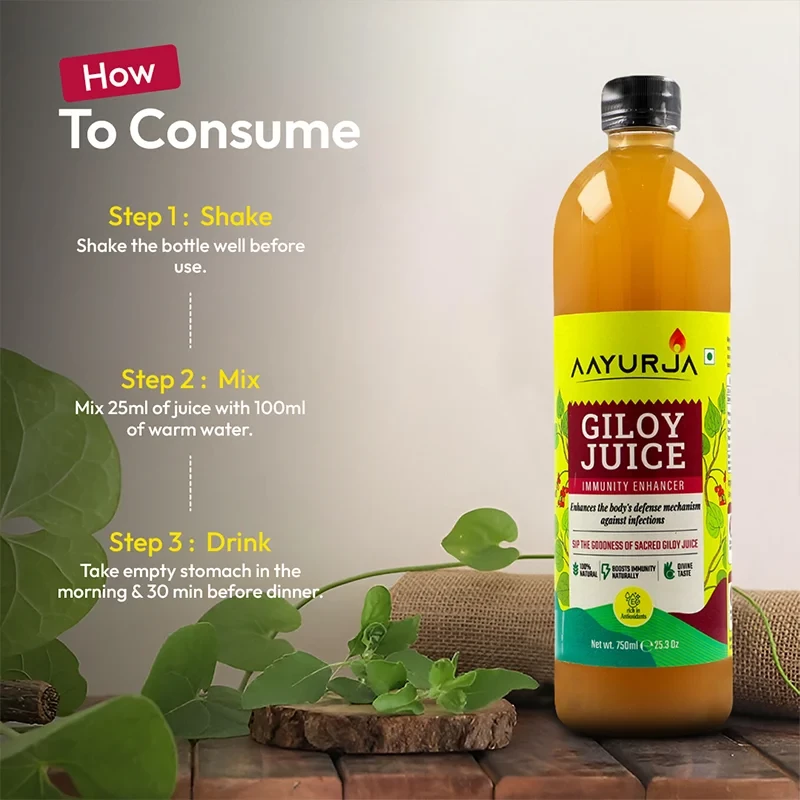 How
To Consume
Step 1 : Shake
Shake the bottle well before
use.
Step 2 : Mix
Mix 25ml of juice with 100ml
of warm water.
Step 3 : Drink
Take empty stomach in the
morning & 30 min before dinner.
AAYURJA
GILOY
JUICE
IMMUNITY ENHANCER
Enhances the body's defense mechanism
against infections
SIP THE GOODNESS OF SACRED GILOY JUICE
100%
NATURAL
BOOSTS IMMUNITY
NATURALLY
DIVINE
TASTE
rich in
Antioxidants
Net wt. 750ml e 25.3 Oz